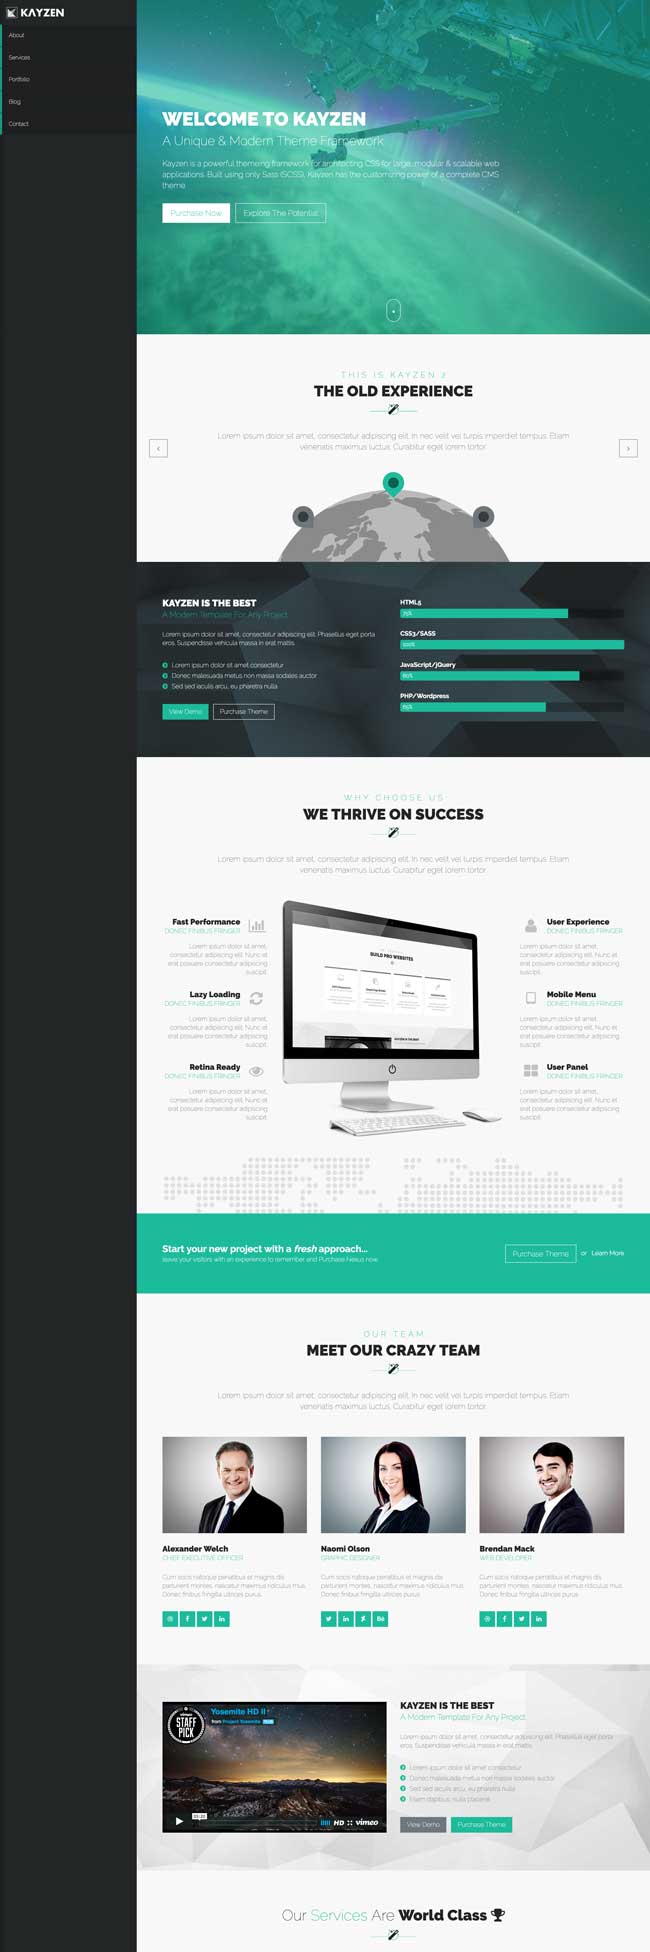 KAYZEN
About
Services
Portfolio
Blog
Contact
WELCOME TO KAYZEN
A Unique & Modern Theme Framework
Kayzen is a powerful themeing framework for architecting CSS for large, modular & scalable web
applications. Built using only Sass (SCSS), Kayzen has the customizing power of a complete CMS
theme.
Purchase Now
Explore The Potential
THIS IS KAYZEN 2
THE OLD EXPERIENCE
Lorem ipsum dolor sit amet, consectetur adipiscing elit. In nec velit vel turpis imperdiet tempus. Etiam
venenatis maximus luctus. Curabitur eget lorem tortor.
KAYZEN IS THE BEST
A Modern Template For Any Project
Lorem ipsum dolor sit amet, consectetur adipiscing elit. Phasellus eget porta
eros. Suspendisse vehicula massa in erat mattis.
Lorem ipsum dolor sit amet consectetur
Donec malesuada metus non massa sodales auctor
Sed sed iaculis arcu, eu pharetra nulla
View Demo
Purchase Theme
HTML5
75%
CSS3/SASS
100%
JavaScript/jQuery
80%
PHP/Wordpress
65%
WHY CHOOSE US
WE THRIVE ON SUCCESS
Lorem ipsum dolor sit amet, consectetur adipiscing elit. In nec velit vel turpis imperdiet tempus. Etiam
venenatis maximus luctus. Curabitur eget lorem tortor.
Fast Performance
DONEC FINIBUS FRINGER
Lorem ipsum dolor sit amet,
consectetur adipiscing elit. Nunc et
erat posuere consectetur adipiscing
suscipit.
Lazy Loading
DONEC FINIBUS FRINGER
Lorem ipsum dolor sit amet,
consectetur adipiscing elit. Nunc et
erat posuere consectetur adipiscing
suscipit.
Retina Ready
DONEC FINIBUS FRINGER
Lorem ipsum dolor sit amet,
consectetur adipiscing elit. Nunc et
erat posuere consectetur adipiscing
suscipit.
BUILD PRO WEBSITES
KAYZEN IS THE BEST
User Experience
DONEC FINIBUS FRINGER
Lorem ipsum dolor sit amet,
consectetur adipiscing elit. Nunc et
erat posuere consectetur adipiscing
suscipit.
Mobile Menu
DONEC FINIBUS FRINGER
Lorem ipsum dolor sit amet,
consectetur adipiscing elit. Nunc et
erat posuere consectetur adipiscing
suscipit.
User Panel
DONEC FINIBUS FRINGER
Lorem ipsum dolor sit amet,
consectetur adipiscing elit. Nunc et
erat posuere consectetur adipiscing
suscipit.
Start your new project with a fresh approach...
leave your visitors with an experience to remember and Purchase Nexus now.
Purchase Theme or Learn More
OUR TEAM
MEET OUR CRAZY TEAM
Lorem ipsum dolor sit amet, consectetur adipiscing elit. In nec velit vel turpis imperdiet tempus. Etiam
venenatis maximus luctus. Curabitur eget lorem tortor.
Alexander Welch
CHIEF EXECUTIVE OFFICER
Cum sociis natoque penatibus et magnis dis
parturient montes, nascetur maximus ridiculus mus.
Donec finibus fringilla ultrices purus.
Naomi Olson
GRAPHIC DESIGNER
Cum sociis natoque penatibus et magnis dis
parturient montes, nascetur maximus ridiculus mus.
Donec finibus fringilla ultrices purus.
Brendan Mack
WEB DEVELOPER
Cum sociis natoque penatibus et magnis dis
parturient montes, nascetur maximus ridiculus mus.
Donec finibus fringilla ultrices purus.
vimeo
STAFF
PICK
Yosemite HD II
from Project Yosemite
HD
vimeo
KAYZEN IS THE BEST
A Modern Template For Any Project
Lorem ipsum dolor sit amet, consectetur adipiscing elit. Phasellus eget porta
eros. Suspendisse vehicula massa in erat mattis.
Lorem ipsum dolor sit amet consectetur
Donec malesuada metus non massa sodales auctor
Sed sed iaculis arcu, eu pharetra nulla
Etiam dapibus, nulla placerat
View Demo
Purchase Theme
Our Services Are World Class